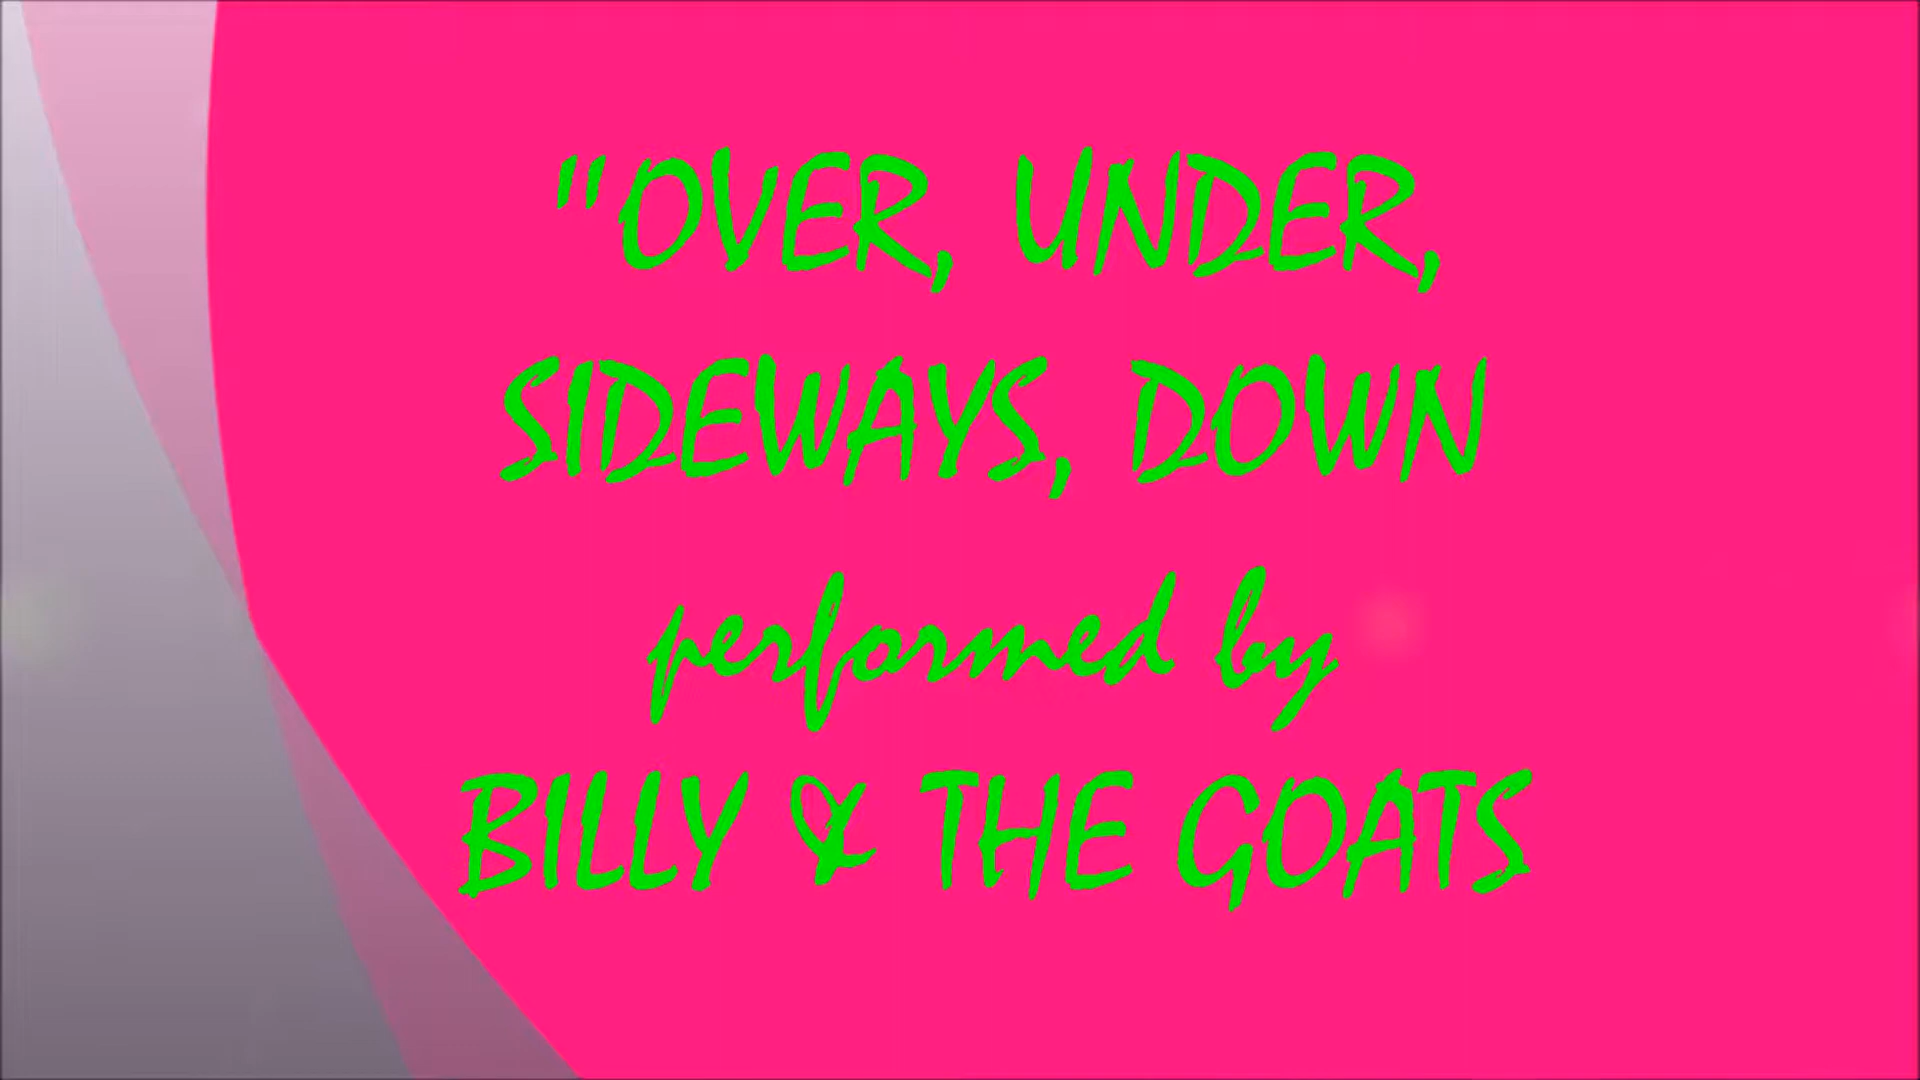 "OVER, UNDER,
SIDEWAYS, DOWN
performed by
BILLY & THE GOATS